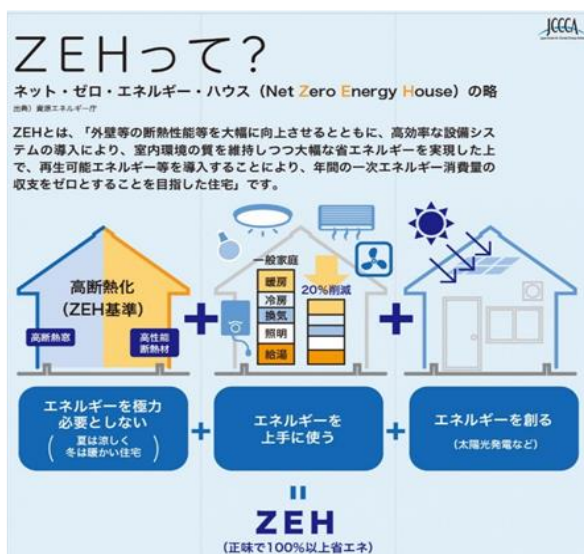 JCCCA
ZEHって？
ネット・ゼロ・エネルギー・ハウス（Net Zero Energy House）の略
出典）資源エネルギー庁
ZEHとは、「外壁等の断熱性能等を大幅に向上させるとともに、高効率な設備シス
テムの導入により、室内環境の質を維持しつつ大幅な省エネルギーを実現した上
で、再生可能エネルギー等を導入することにより、年間の一次エネルギー消費量の
収支をゼロとすることを目指した住宅」です。
高断熱化
（ZEH基準）
高断熱窓
高性能
断熱材
+
一般家庭
暖房
冷房
換気
照明
給湯
20%削減
+
エネルギーを極力
必要としない
（夏は涼しく
冬は暖かい住宅）
+
エネルギーを
上手に使う
+
エネルギーを創る
（太陽光発電など）
=
ZEH
（正味で100%以上省エネ）